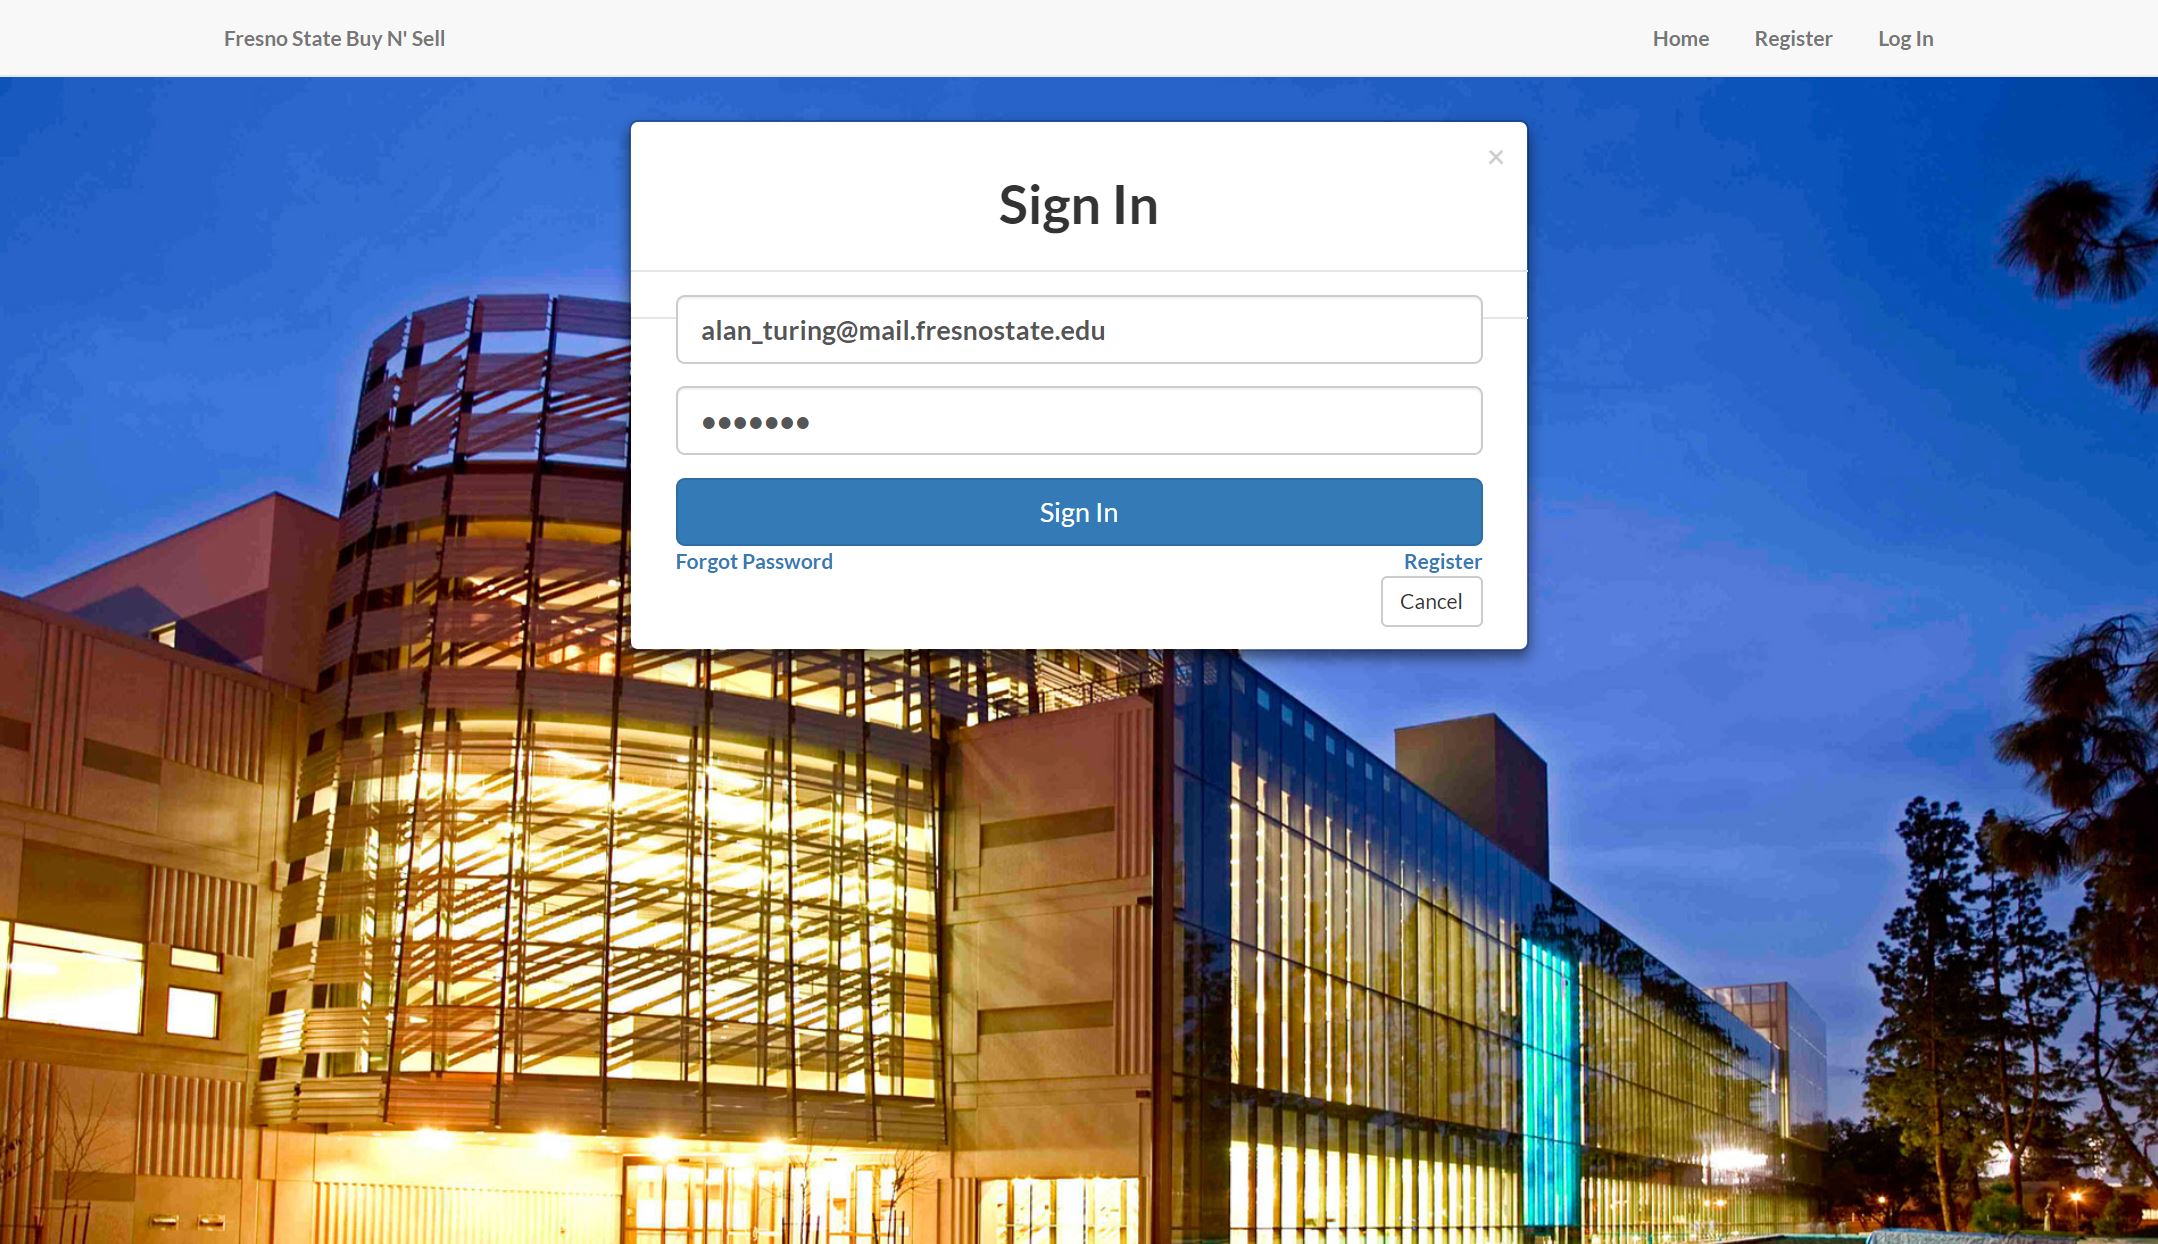 Fresno State Buy N' Sell
Home Register Log In
×
Sign In
alan_turing@mail.fresnostate.edu
•••••••
Sign In
Forgot Password Register
Cancel